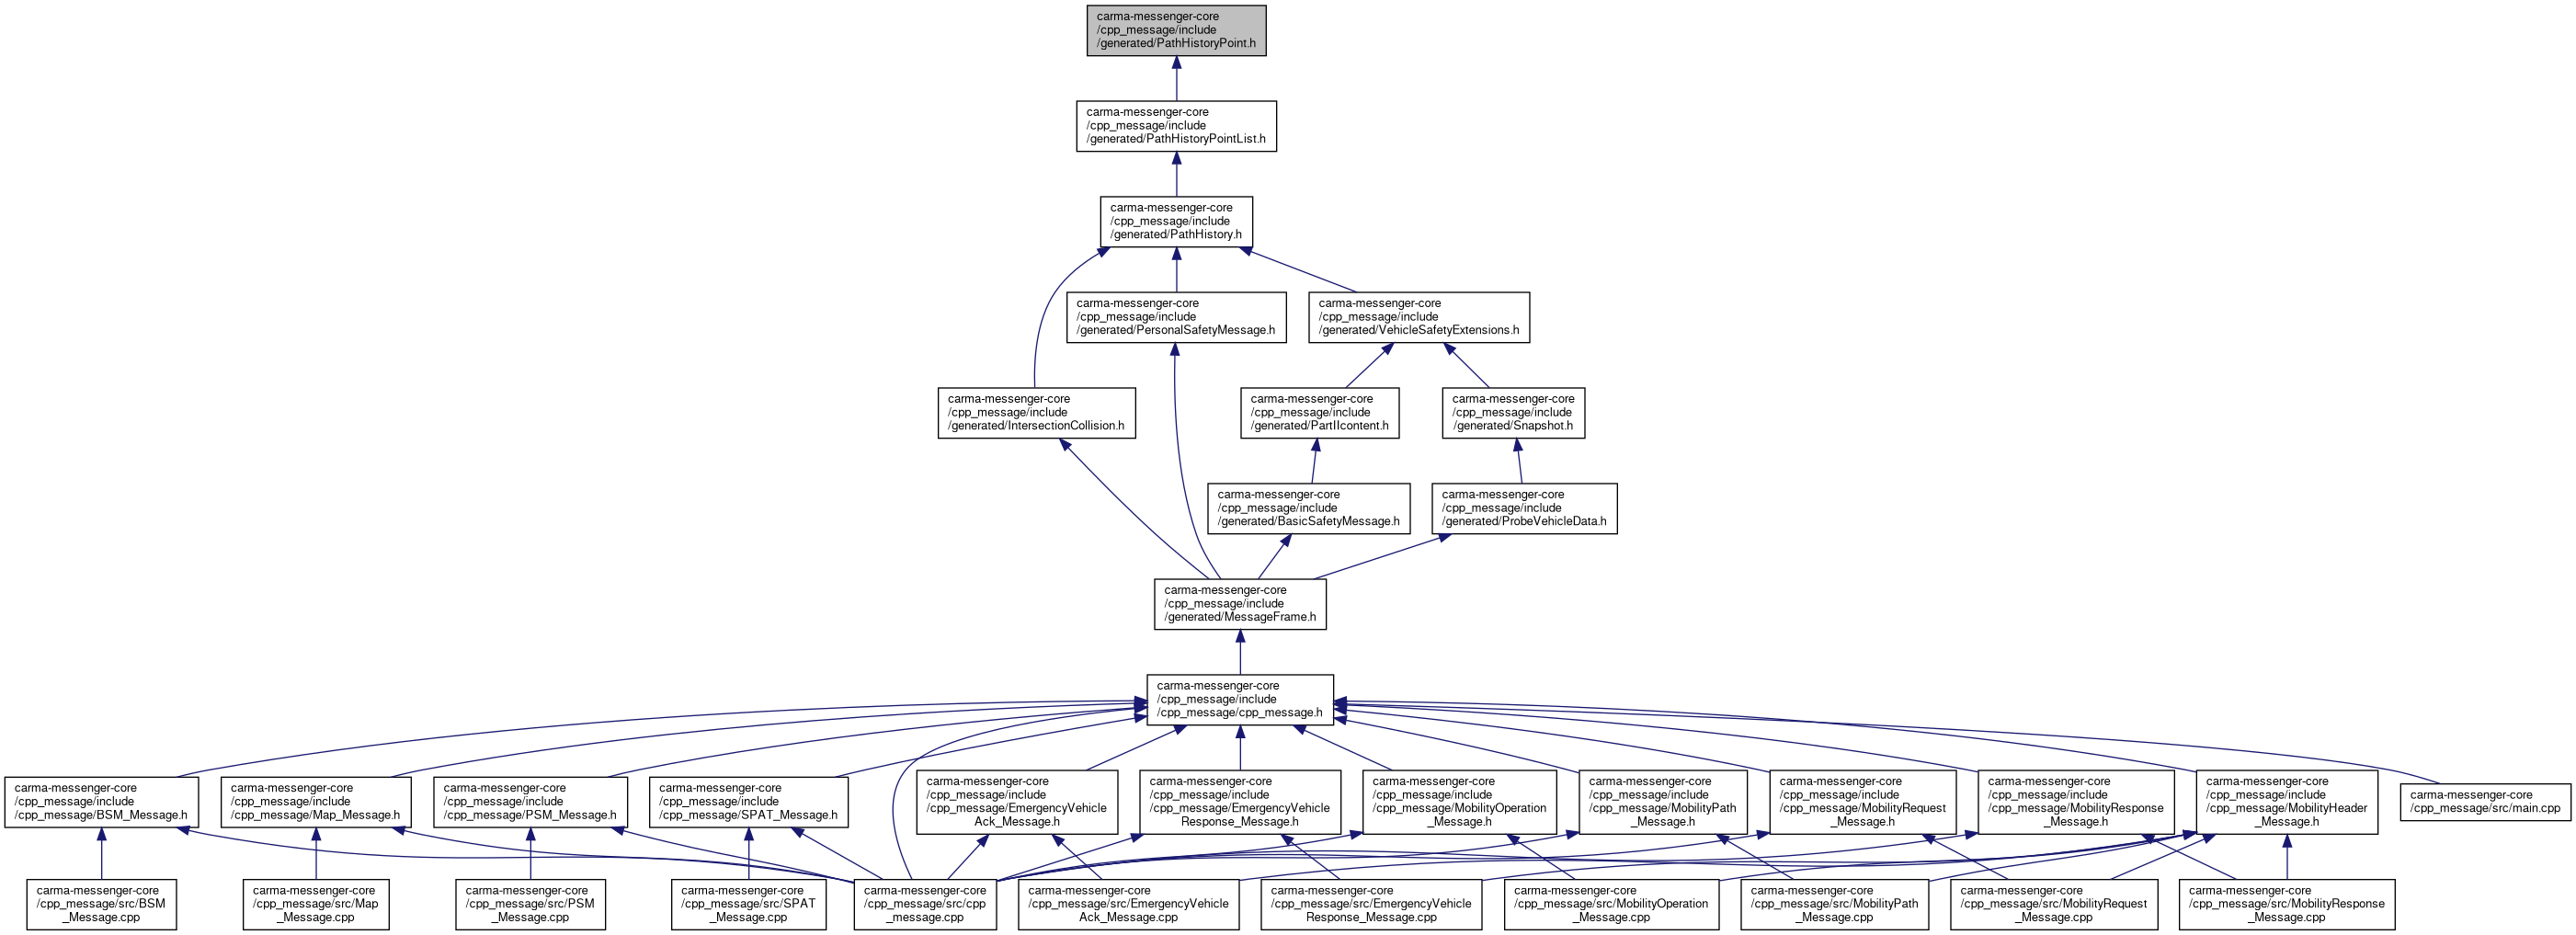 carma-messenger-core
/cpp_message/include
/generated/PathHistoryPoint.h
carma-messenger-core
/cpp_message/include
/generated/PathHistoryPointList.h
carma-messenger-core
/cpp_message/include
/generated/PathHistory.h
carma-messenger-core
/cpp_message/include
/generated/PersonalSafetyMessage.h
carma-messenger-core
/cpp_message/include
/generated/VehicleSafetyExtensions.h
carma-messenger-core
/cpp_message/include
/generated/IntersectionCollision.h
carma-messenger-core
/cpp_message/include
/generated/PartIIcontent.h
carma-messenger-core
/cpp_message/include
/generated/Snapshot.h
carma-messenger-core
/cpp_message/include
/generated/BasicSafetyMessage.h
carma-messenger-core
/cpp_message/include
/generated/ProbeVehicleData.h
carma-messenger-core
/cpp_message/include
/generated/MessageFrame.h
carma-messenger-core
/cpp_message/include
/cpp_message/cpp_message.h
carma-messenger-core
/cpp_message/include
/cpp_message/BSM_Message.h
carma-messenger-core
/cpp_message/include
/cpp_message/Map_Message.h
carma-messenger-core
/cpp_message/include
/cpp_message/PSM_Message.h
carma-messenger-core
/cpp_message/include
/cpp_message/SPAT_Message.h
carma-messenger-core
/cpp_message/include
/cpp_message/EmergencyVehicle
Ack_Message.h
carma-messenger-core
/cpp_message/include
/cpp_message/EmergencyVehicle
Response_Message.h
carma-messenger-core
/cpp_message/include
/cpp_message/MobilityOperation
_Message.h
carma-messenger-core
/cpp_message/include
/cpp_message/MobilityPath
_Message.h
carma-messenger-core
/cpp_message/include
/cpp_message/MobilityRequest
_Message.h
carma-messenger-core
/cpp_message/include
/cpp_message/MobilityResponse
_Message.h
carma-messenger-core
/cpp_message/include
/cpp_message/MobilityHeader
_Message.h
carma-messenger-core
/cpp_message/src/main.cpp
carma-messenger-core
/cpp_message/src/BSM
_Message.cpp
carma-messenger-core
/cpp_message/src/Map
_Message.cpp
carma-messenger-core
/cpp_message/src/PSM
_Message.cpp
carma-messenger-core
/cpp_message/src/SPAT
_Message.cpp
carma-messenger-core
/cpp_message/src/cpp
_message.cpp
carma-messenger-core
/cpp_message/src/EmergencyVehicle
Ack_Message.cpp
carma-messenger-core
/cpp_message/src/EmergencyVehicle
Response_Message.cpp
carma-messenger-core
/cpp_message/src/MobilityOperation
_Message.cpp
carma-messenger-core
/cpp_message/src/MobilityPath
_Message.cpp
carma-messenger-core
/cpp_message/src/MobilityRequest
_Message.cpp
carma-messenger-core
/cpp_message/src/MobilityResponse
_Message.cpp